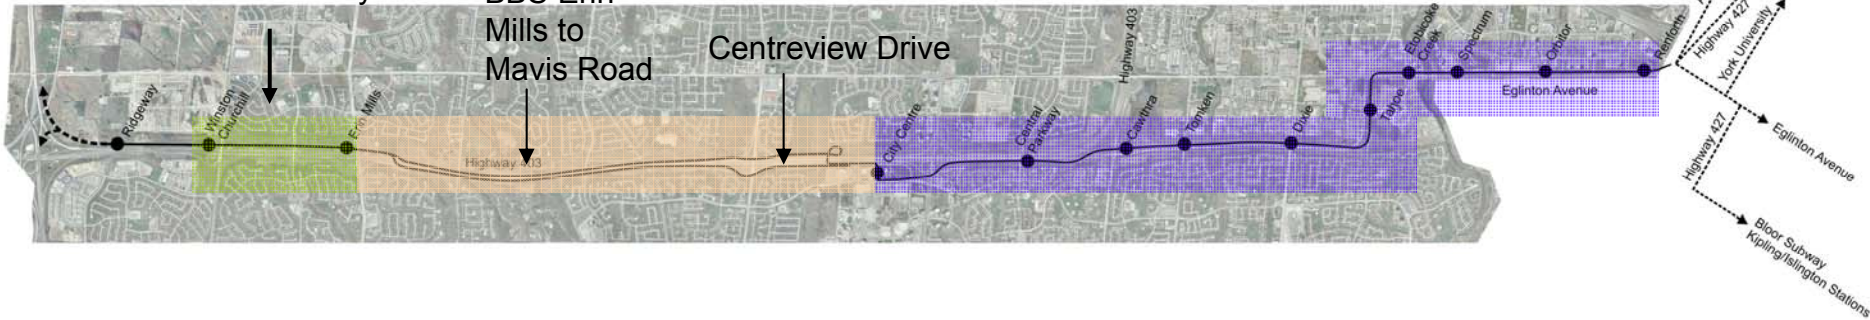 Mills to
Mavis Road
Centreview Drive
Highway 403
Highway 427
York University
Renforth
Orbitor
Spectrum
Etobicoke
Creek
Eglinton Avenue
Tahoe
Dixie
Tomken
Cawthra
Central
Parkway
City Centre
Highway 403
Erin Mills
Winston
Churchill
Ridgeway
Highway 427
Eglinton Avenue
Bloor Subway
Kipling/Islington Stations